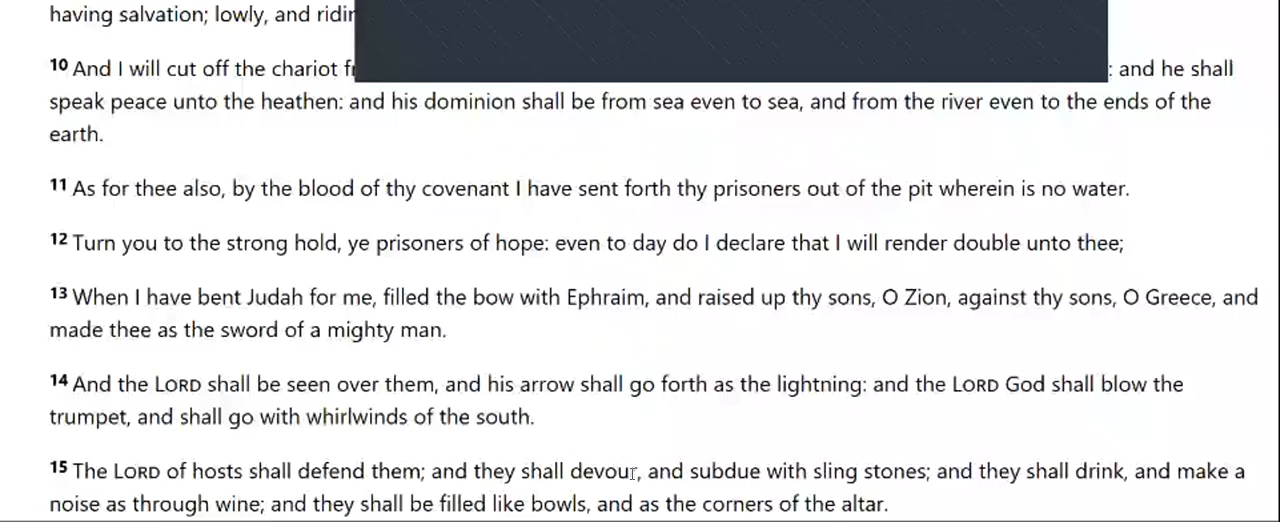 having salvation; lowly, and
10 And I will cut off the chariot : and he shall
speak peace unto the heathen: and his dominion shall be from sea even to sea, and from the river even to the ends of the
earth.
11 As for thee also, by the blood of thy covenant I have sent forth thy prisoners out of the pit wherein is no water.
12 Turn you to the strong hold, ye prisoners of hope: even to day do I declare that I will render double unto thee;
13 When I have bent Judah for me, filled the bow with Ephraim, and raised up thy sons, O Zion, against thy sons, O Greece, and
made thee as the sword of a mighty man.
14 And the LORD shall be seen over them, and his arrow shall go forth as the lightning: and the LORD God shall blow the
trumpet, and shall go with whirlwinds of the south.
15 The LORD of hosts shall defend them; and they shall devour, and subdue with sling stones; and they shall drink, and make a
noise as through wine; and they shall be filled like bowls, and as the corners of the altar.